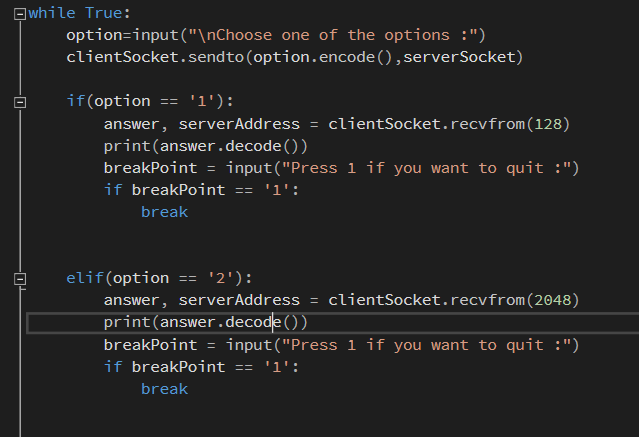 while True:
option=input("\nChoose one of the options :")
clientSocket.sendto(option.encode(),serverSocket)
if(option == '1'):
answer, serverAddress = clientSocket.recvfrom(128)
print(answer.decode())
breakPoint = input("Press 1 if you want to quit :")
if breakPoint == '1':
break
elif(option == '2'):
answer, serverAddress = clientSocket.recvfrom(2048)
print(answer.decode())
breakPoint = input("Press 1 if you want to quit :")
if breakPoint == '1':
break